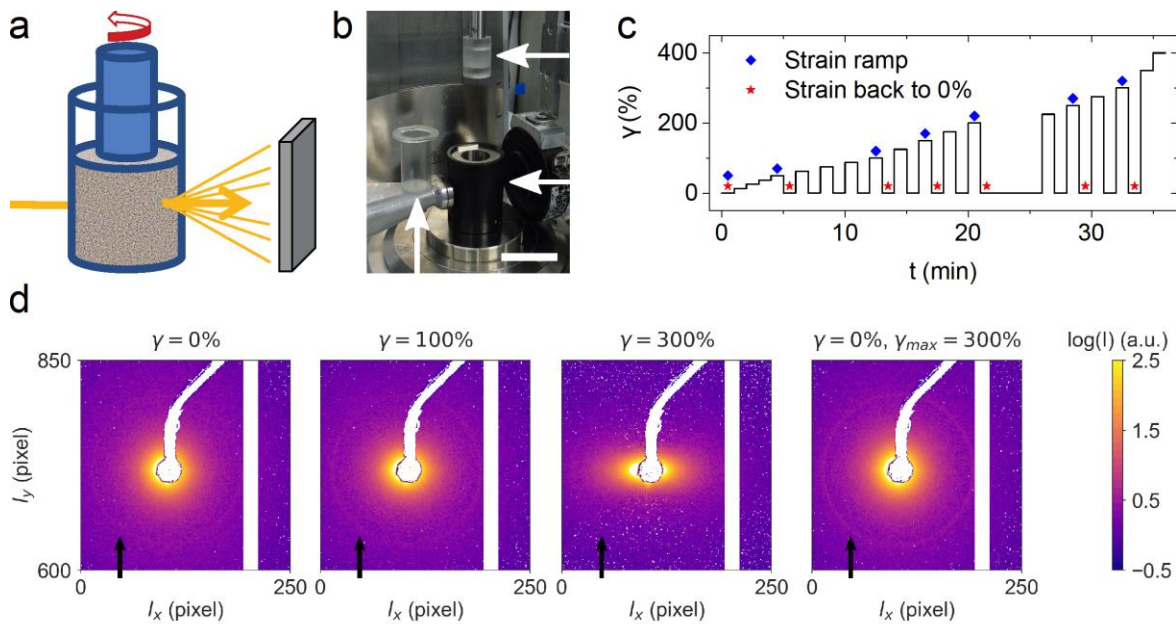 a
b
c
400
200
0
γ (%)
Strain ramp
Strain back to 0%
0
10
20
30
t (min)
d
γ = 0%
γ = 100%
γ = 300%
γ = 0%, γmax = 300%
log(I) (a.u.)
850
600
Iy (pixel)
0
250
Ix (pixel)
0
250
Ix (pixel)
0
250
Ix (pixel)
0
250
Ix (pixel)
2.5
1.5
0.5
−0.5